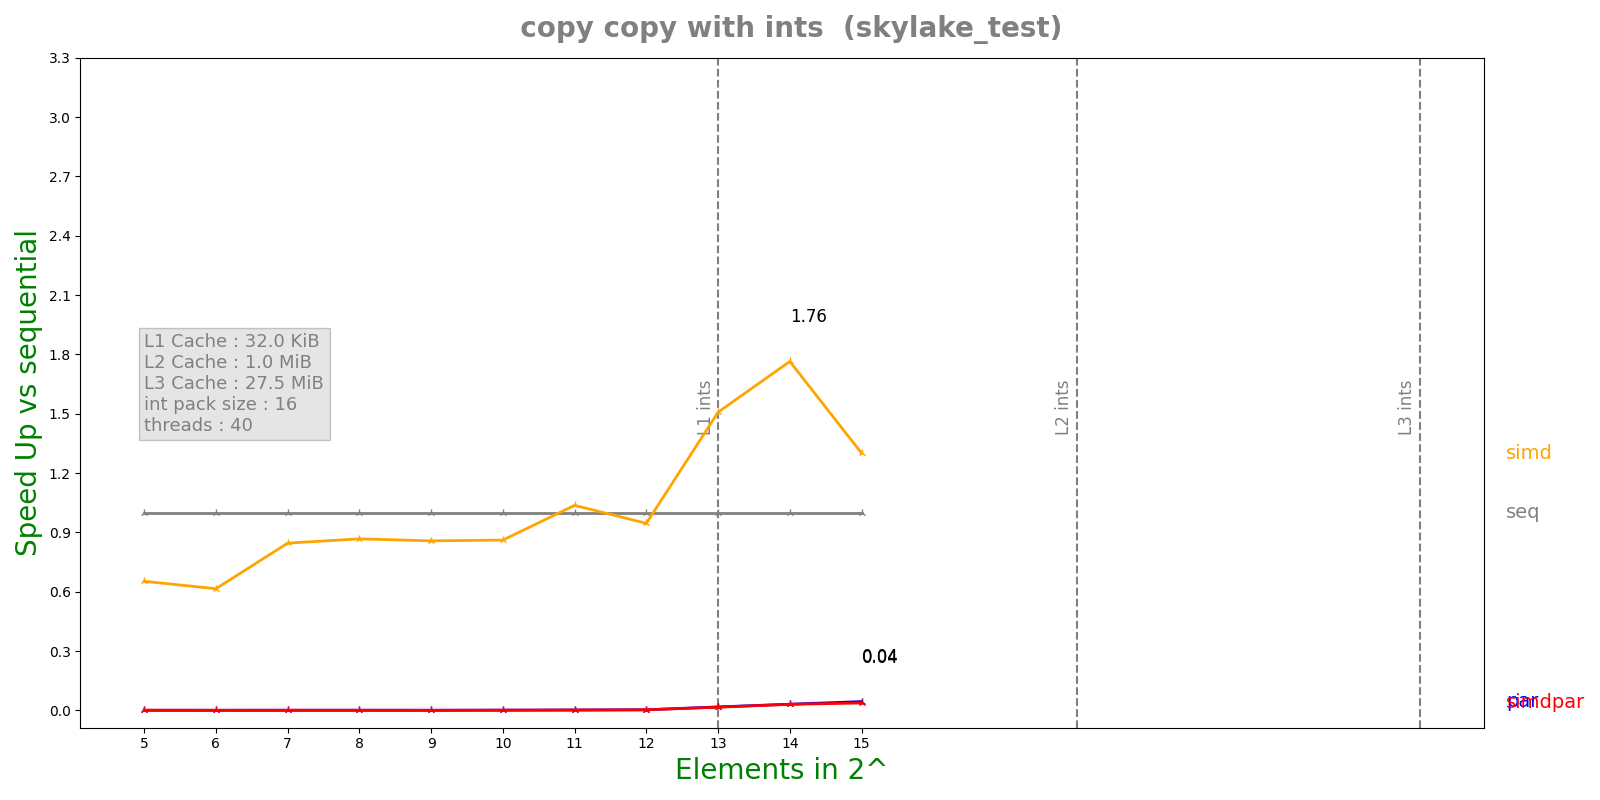 copy copy with ints  (skylake_test)
Speed Up vs sequential
3.3
3.0
2.7
2.4
2.1
1.8
1.5
1.2
0.9
0.6
0.3
0.0
L1 Cache : 32.0 KiB
L2 Cache : 1.0 MiB
L3 Cache : 27.5 MiB
int pack size : 16
threads : 40
1.76
0.04
L1 ints
L2 ints
L3 ints
simd
seq
par
simdpar
5 6 7 8 9 10 11 12 13 14 15
Elements in 2^